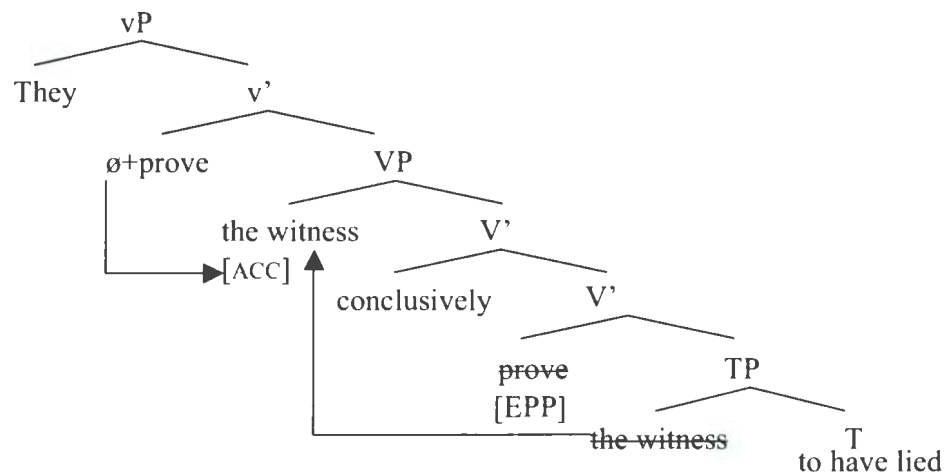 vP
They v’
ø+prove VP
the witness V’
[ACC]
conclusively V’
prove TP
[EPP]
the witness T
to have lied